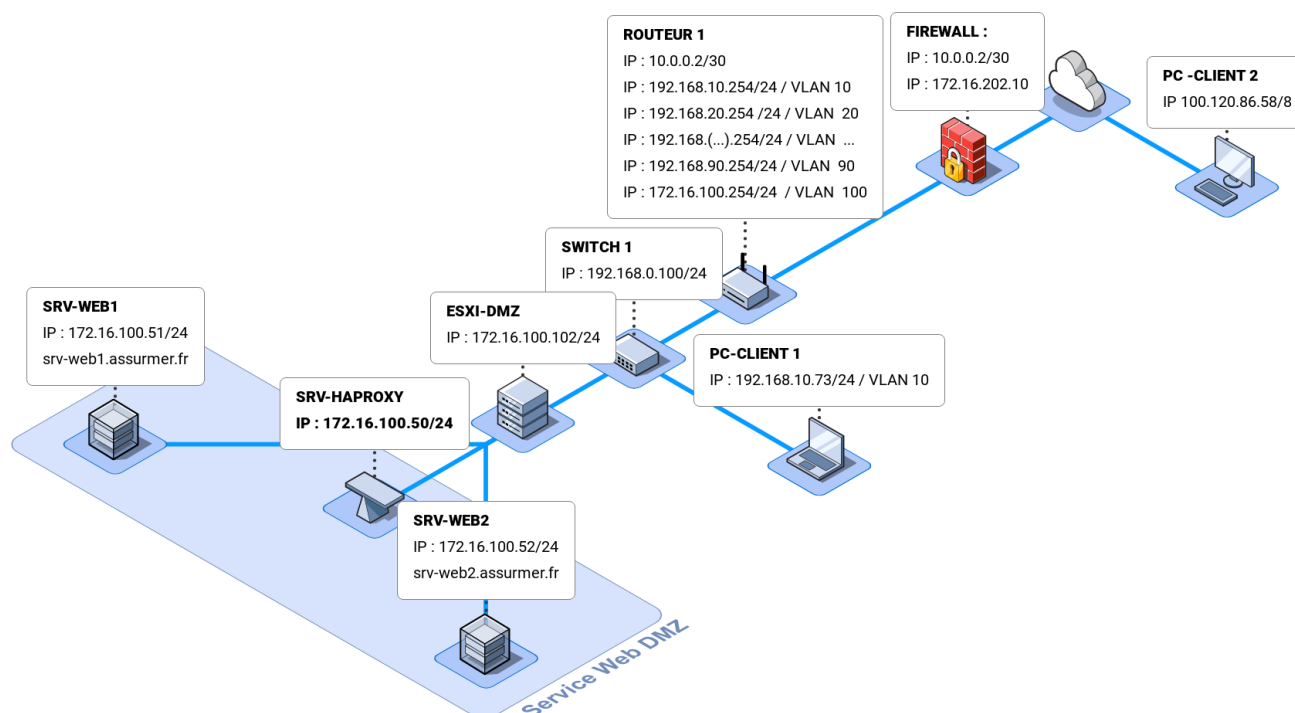 ROUTEUR 1
IP : 10.0.0.2/30
IP : 192.168.10.254/24 / VLAN 10
IP : 192.168.20.254 /24 / VLAN  20
IP : 192.168.(...).254/24 / VLAN  ...
IP : 192.168.90.254/24 / VLAN  90
IP : 172.16.100.254/24  / VLAN  100
FIREWALL :
IP : 10.0.0.2/30
IP : 172.16.202.10
PC -CLIENT 2
IP 100.120.86.58/8
SWITCH 1
IP : 192.168.0.100/24
ESXI-DMZ
IP : 172.16.100.102/24
SRV-WEB1
IP : 172.16.100.51/24
srv-web1.assurmer.fr
PC-CLIENT 1
IP : 192.168.10.73/24 / VLAN 10
SRV-HAPROXY
IP : 172.16.100.50/24
SRV-WEB2
IP : 172.16.100.52/24
srv-web2.assurmer.fr
Service Web DMZ